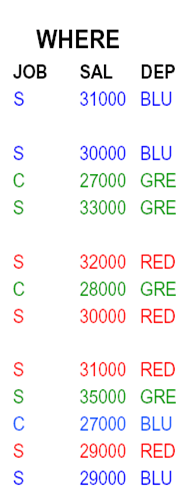 WHERE
JOB SAL DEP
S 31000 BLU
S 30000 BLU
C 27000 GRE
S 33000 GRE
S 32000 RED
C 28000 GRE
S 30000 RED
S 31000 RED
S 35000 GRE
C 27000 BLU
S 29000 RED
S 29000 BLU